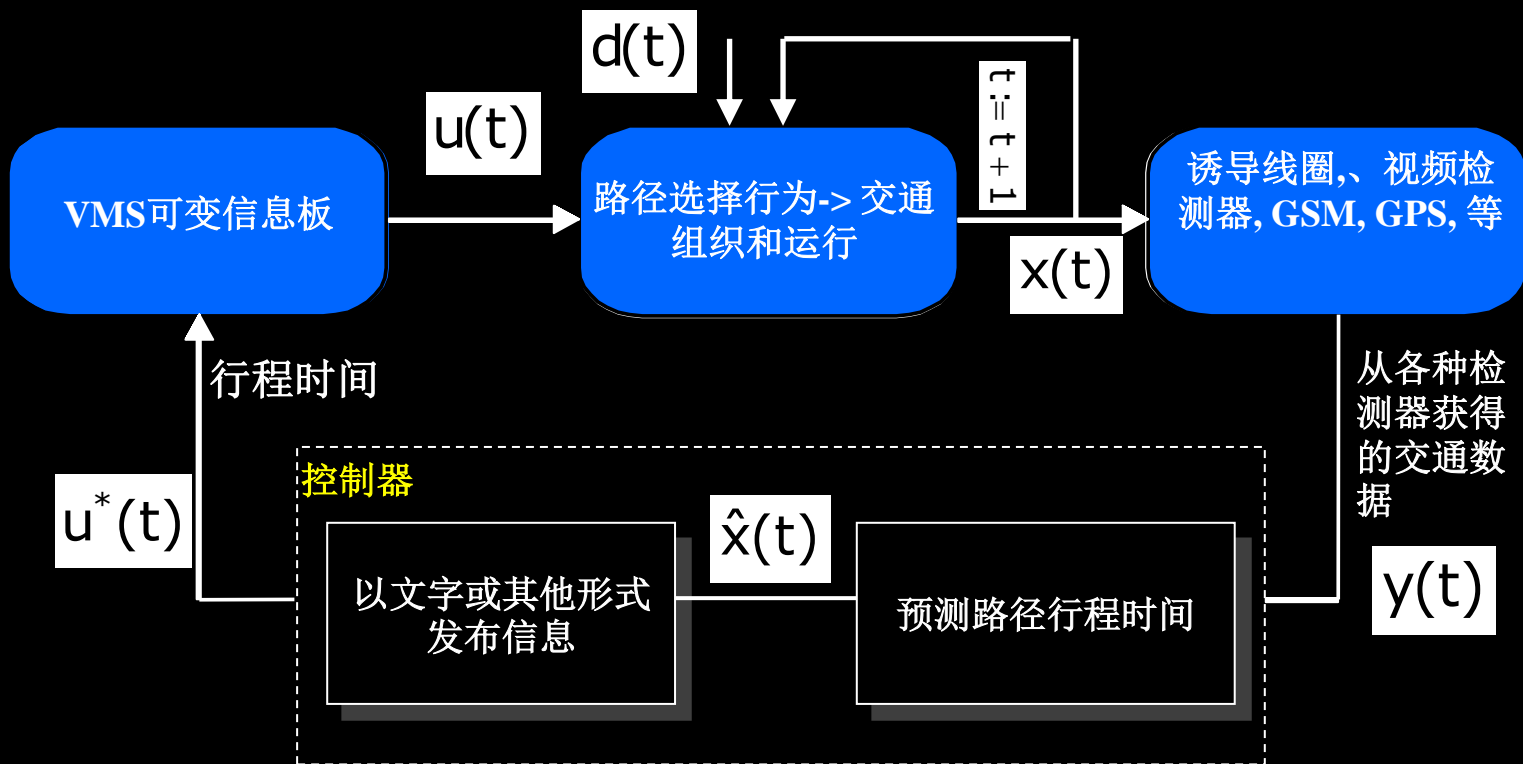 d(t)
t := t + 1
u(t)
VMS可变信息板
路径选择行为-> 交通
组织和运行
诱导线圈,、视频检
测器, GSM, GPS, 等
x(t)
行程时间
从各种检
测器获得
的交通数
据
控制器
u*(t)
x̂(t)
y(t)
以文字或其他形式
发布信息
预测路径行程时间